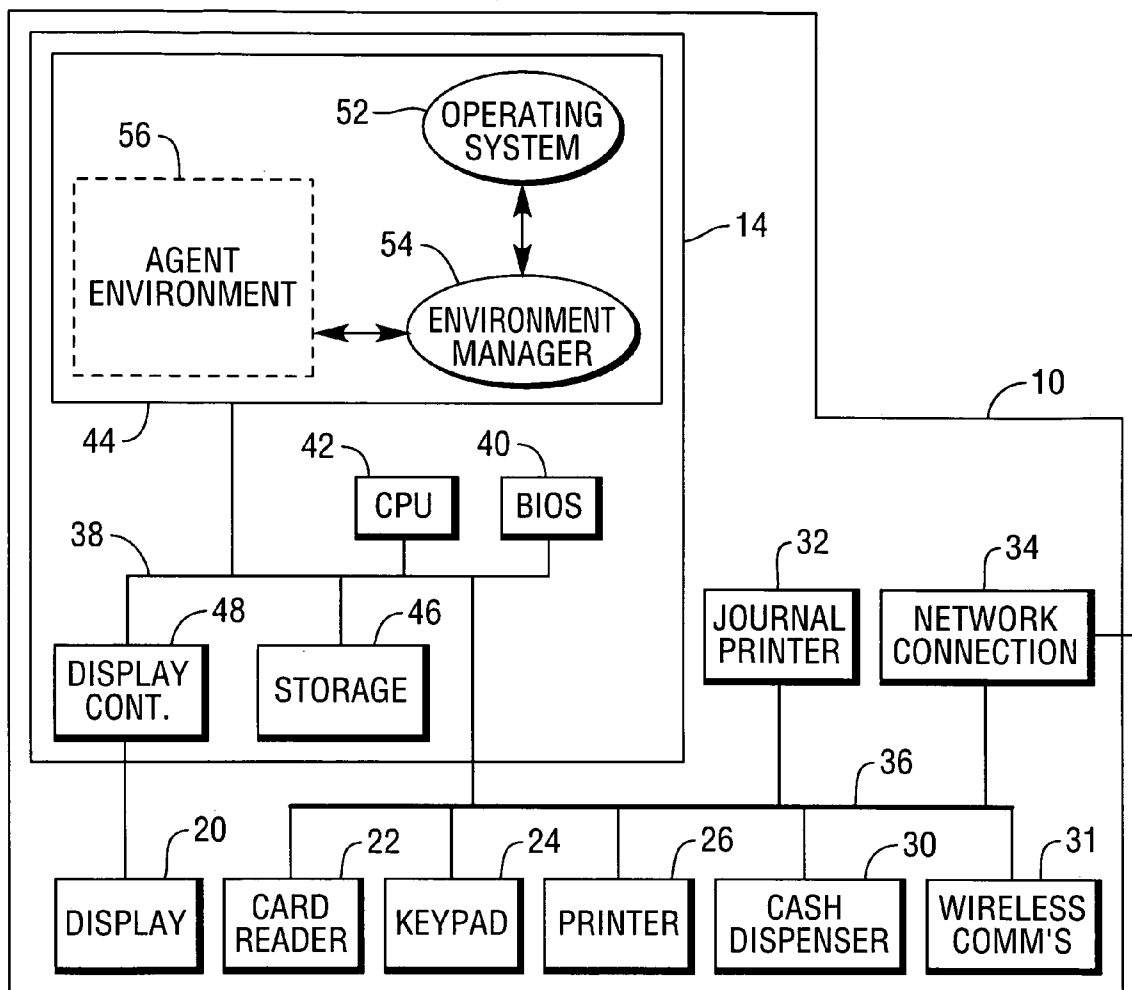 52
OPERATING
SYSTEM
56
14
AGENT
ENVIRONMENT
54
ENVIRONMENT
MANAGER
10
44
42
40
CPU
BIOS
38
32
34
48
46
JOURNAL
PRINTER
NETWORK
CONNECTION
DISPLAY
CONT.
STORAGE
36
20
22
24
26
30
31
DISPLAY
CARD
READER
KEYPAD
PRINTER
CASH
DISPENSER
WIRELESS
COMM'S